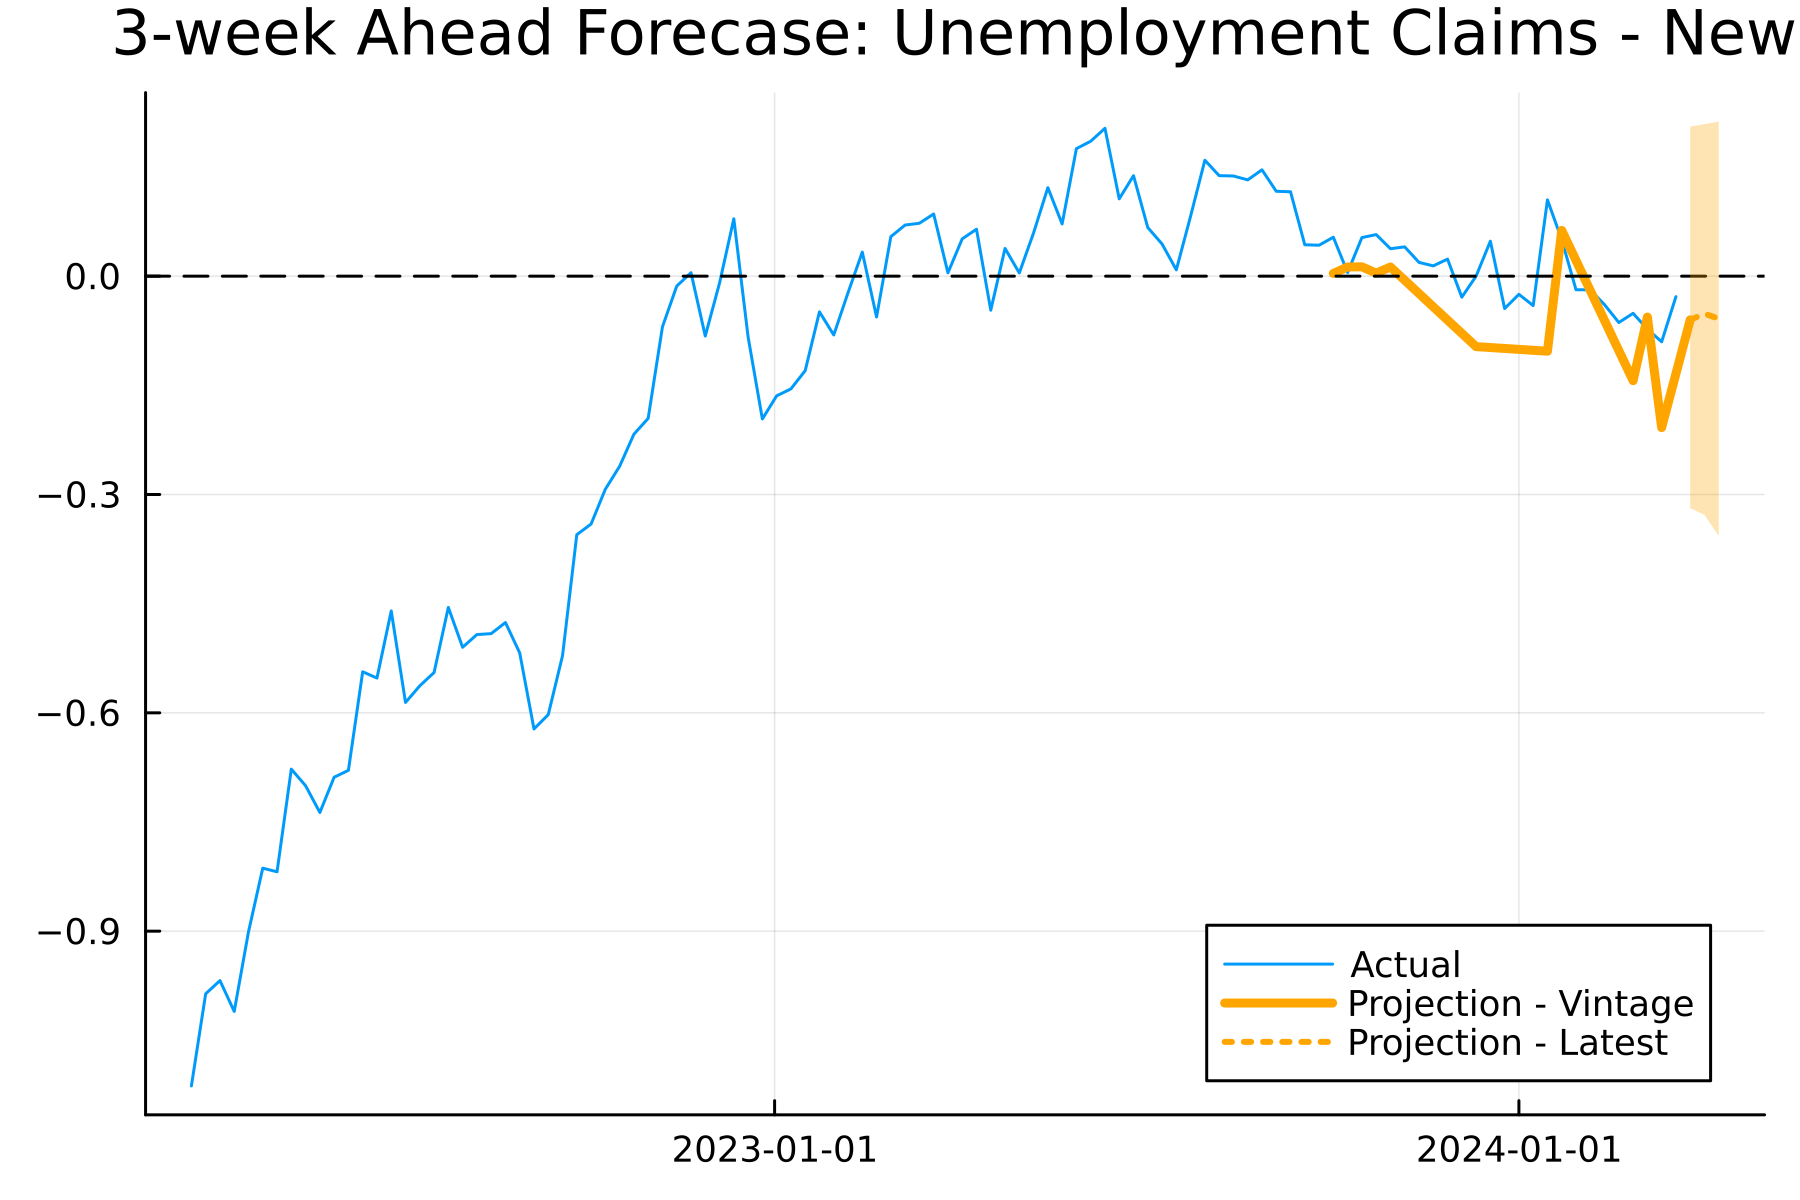 3-week Ahead Forecase: Unemployment Claims - New
0.0
−0.3
−0.6
−0.9
Actual
Projection - Vintage
Projection - Latest
2023-01-01
2024-01-01